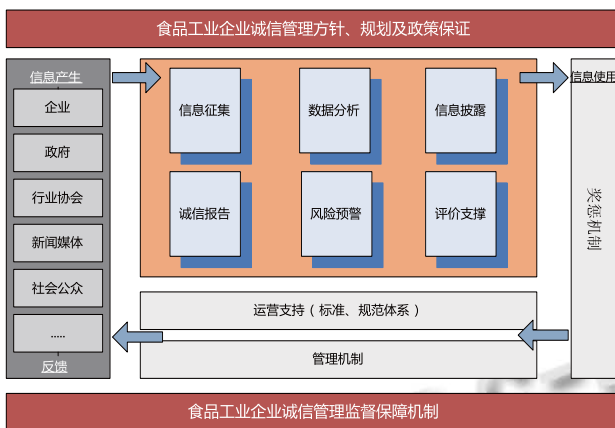 食品工业企业诚信管理方针、规划及政策保证
信息产生
企业
政府
行业协会
新闻媒体
社会公众
.....
反馈
信息征集
数据分析
信息披露
诚信报告
风险预警
评价支撑
运营支持（标准、规范体系）
管理机制
信息使用
奖惩机制
食品工业企业诚信管理监督保障机制